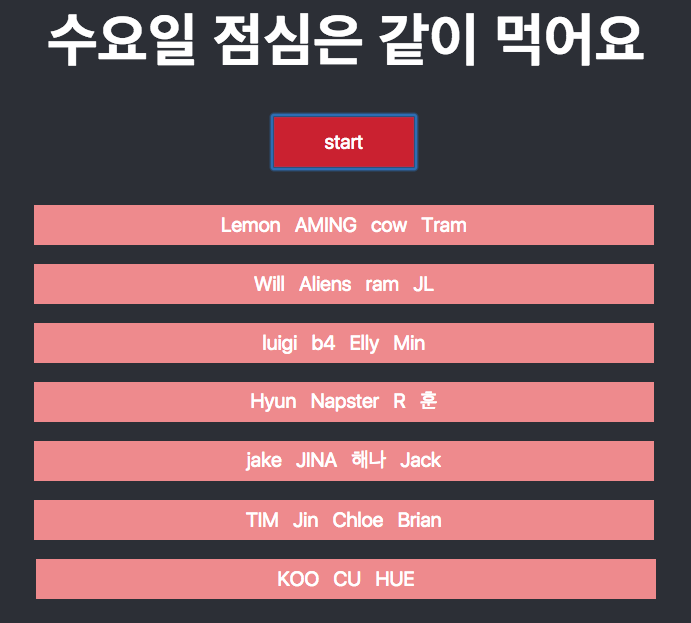 수요일 점심은 같이 먹어요
start
Lemon AMING cow Tram
Will Aliens ram JL
luigi b4 Elly Min
Hyun Napster R 훈
jake JINA 해나 Jack
TIM Jin Chloe Brian
KOO CU HUE